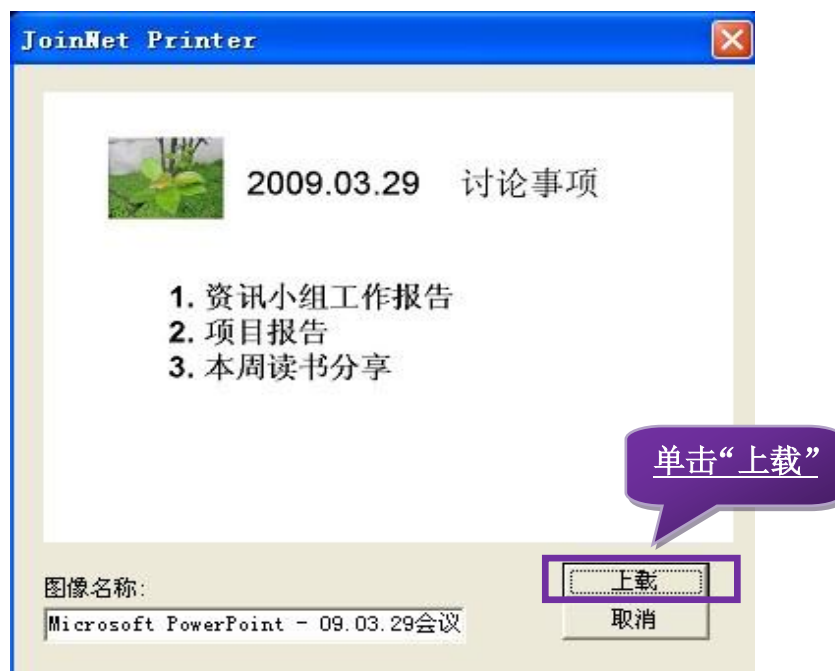 JoinNet Printer
2009.03.29 讨论事项
1. 资讯小组工作报告
2. 项目报告
3. 本周读书分享
单击“上载”
图像名称:
上载
Microsoft PowerPoint - 09.03.29会议
取消